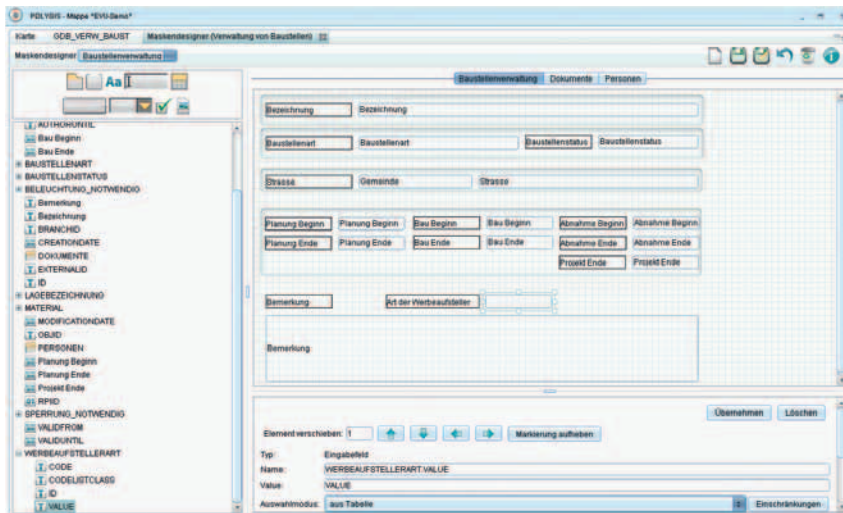 POLYGIS - Mappe *EVU-Demo*
Karte GDB_VERW_BAUST Maskendesigner (Verwaltung von Baustellen)
Maskendesigner Baustellenverwaltung
Aa
Baustellenverwaltung Dokumente Personen
AUTHORUNTIL
Bau Beginn
Bau Ende
BAUSTELLENART
BAUSTELLENSTATUS
BELEUCHTUNG_NOTWENDIG
Bemerkung
Bezeichnung
BRANCHID
CREATIONDATE
DOKUMENTE
EXTERNALID
ID
LAGEBEZEICHNUNG
MATERIAL
MODIFICATIONDATE
OBJID
PERSONEN
Planung Beginn
Planung Ende
Projekt Ende
RPIID
SPERRUNG_NOTWENDIG
VALIDFROM
VALIDUNTIL
WERBEAUFSTELLERART
CODE
CODELISTCLASS
ID
VALUE
Bezeichnung Bezeichnung
Baustellenart Baustellenart Baustellenstatus Baustellenstatus
Strasse Gemeinde Strasse
Planung Beginn Planung Beginn Bau Beginn Bau Beginn Abnahme Beginn Abnahme Beginn
Planung Ende Planung Ende Bau Ende Bau Ende Abnahme Ende Abnahme Ende
Projekt Ende Projekt Ende
Bemerkung Art der Werbeaufsteller
Bemerkung
Übernehmen Löschen
Element verschieben: 1 Markierung aufheben
Typ: Eingabefeld
Name: WERBEAUFSTELLERART.VALUE
Value: VALUE
Auswahlmodus: aus Tabelle Einschränkungen